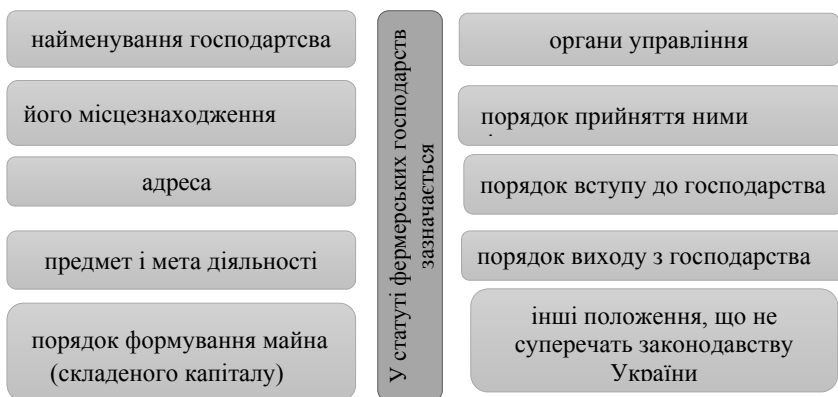 найменування господартсва
його місцезнаходження
адреса
предмет і мета діяльності
порядок формування майна
(складеного капіталу)
У статуті фермерських господарств
зазначається
органи управління
порядок прийняття ними
порядок вступу до господарства
порядок виходу з господарства
інші положення, що не
суперечать законодавству
України